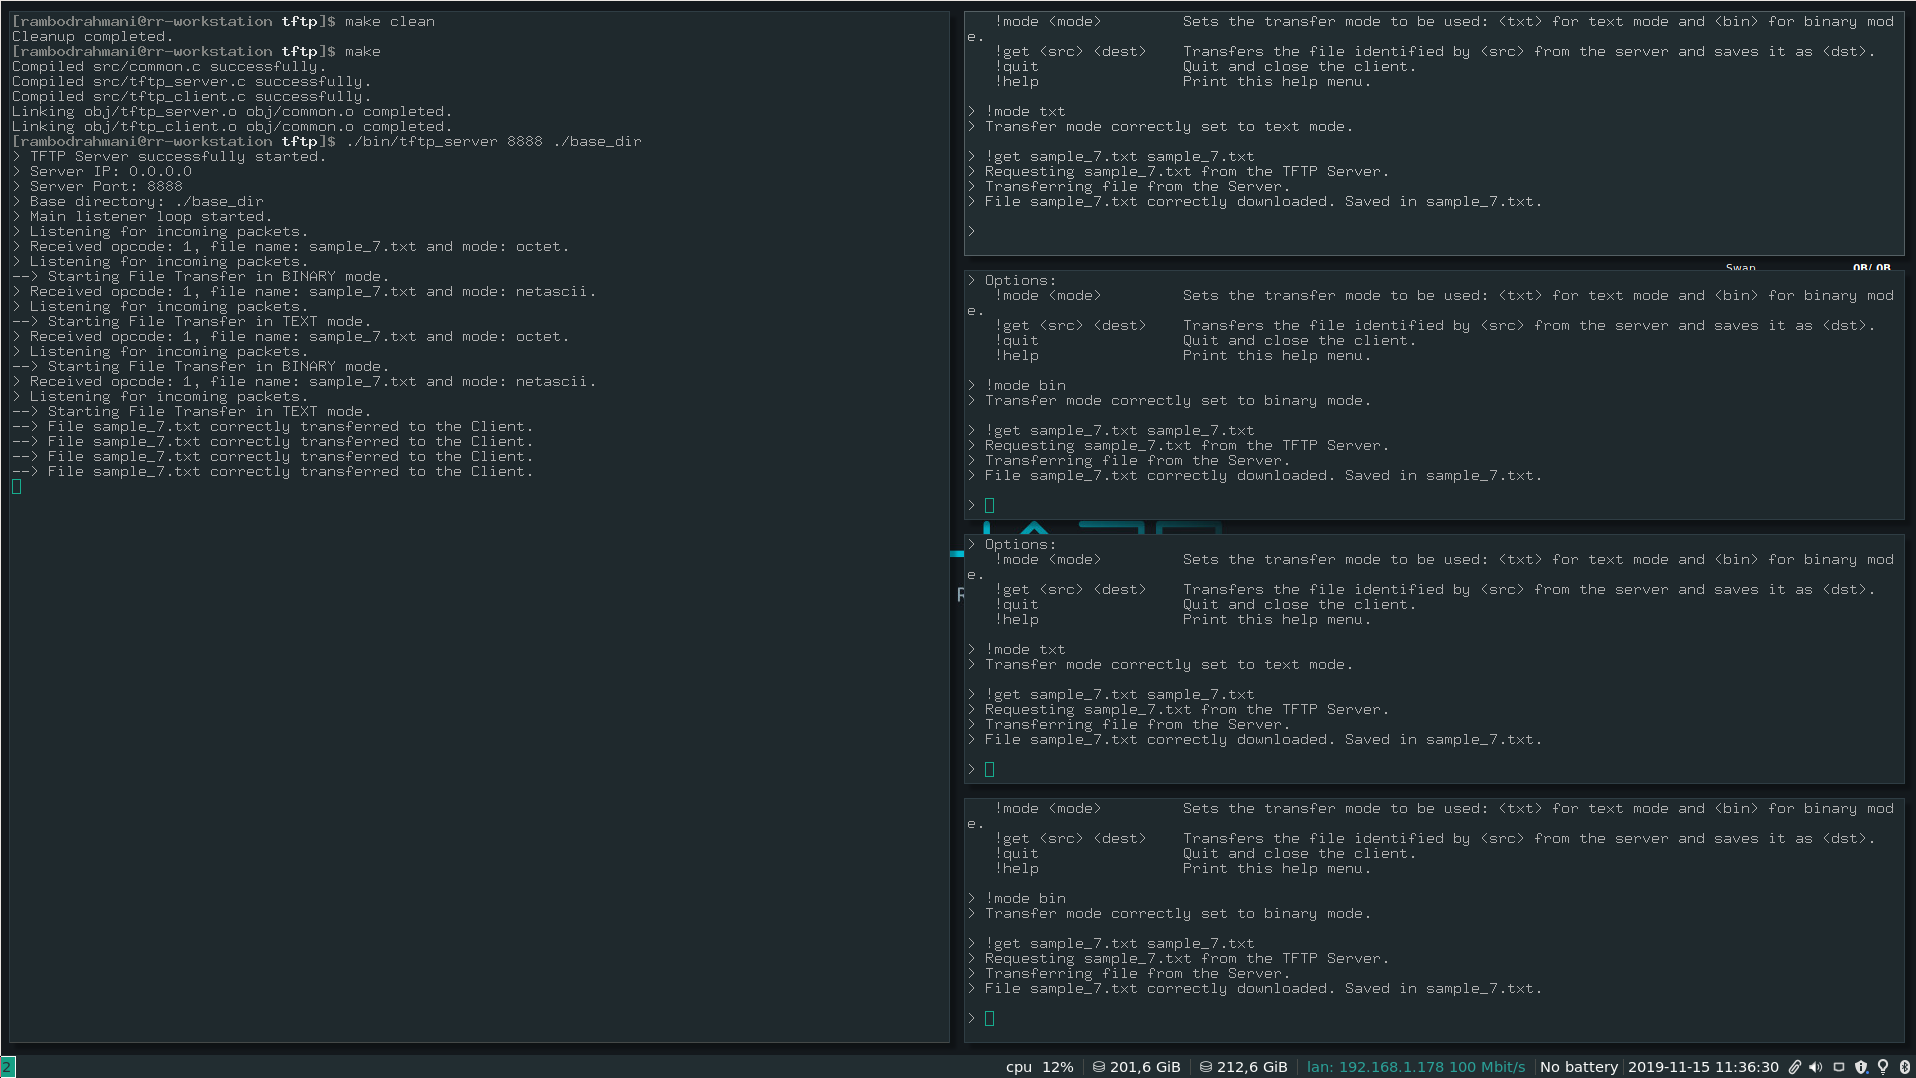 [rambodrahmani@rr-workstation tftp]$ make clean
Cleanup completed.
[rambodrahmani@rr-workstation tftp]$ make
Compiled src/common.c successfully.
Compiled src/tftp_server.c successfully.
Compiled src/tftp_client.c successfully.
Linking obj/tftp_server.o obj/common.o completed.
Linking obj/tftp_client.o obj/common.o completed.
[rambodrahmani@rr-workstation tftp]$ ./bin/tftp_server 8888 ./base_dir
> TFTP Server successfully started.
> Server IP: 0.0.0.0
> Server Port: 8888
> Base directory: ./base_dir
> Main listener loop started.
> Listening for incoming packets.
> Received opcode: 1, file name: sample_7.txt and mode: octet.
> Listening for incoming packets.
--> Starting File Transfer in BINARY mode.
> Received opcode: 1, file name: sample_7.txt and mode: netascii.
> Listening for incoming packets.
--> Starting File Transfer in TEXT mode.
> Received opcode: 1, file name: sample_7.txt and mode: octet.
> Listening for incoming packets.
--> Starting File Transfer in BINARY mode.
> Received opcode: 1, file name: sample_7.txt and mode: netascii.
> Listening for incoming packets.
--> Starting File Transfer in TEXT mode.
--> File sample_7.txt correctly transferred to the Client.
--> File sample_7.txt correctly transferred to the Client.
--> File sample_7.txt correctly transferred to the Client.
--> File sample_7.txt correctly transferred to the Client.
!mode <mode> Sets the transfer mode to be used: <txt> for text mode and <bin> for binary mod
e.
!get <src> <dest> Transfers the file identified by <src> from the server and saves it as <dst>.
!quit Quit and close the client.
!help Print this help menu.
> !mode txt
> Transfer mode correctly set to text mode.
> !get sample_7.txt sample_7.txt
> Requesting sample_7.txt from the TFTP Server.
> Transferring file from the Server.
> File sample_7.txt correctly downloaded. Saved in sample_7.txt.
>
Swap 0B/ 0B
> Options:
!mode <mode> Sets the transfer mode to be used: <txt> for text mode and <bin> for binary mod
e.
!get <src> <dest> Transfers the file identified by <src> from the server and saves it as <dst>.
!quit Quit and close the client.
!help Print this help menu.
> !mode bin
> Transfer mode correctly set to binary mode.
> !get sample_7.txt sample_7.txt
> Requesting sample_7.txt from the TFTP Server.
> Transferring file from the Server.
> File sample_7.txt correctly downloaded. Saved in sample_7.txt.
>
> Options:
!mode <mode> Sets the transfer mode to be used: <txt> for text mode and <bin> for binary mod
e.
!get <src> <dest> Transfers the file identified by <src> from the server and saves it as <dst>.
!quit Quit and close the client.
!help Print this help menu.
> !mode txt
> Transfer mode correctly set to text mode.
> !get sample_7.txt sample_7.txt
> Requesting sample_7.txt from the TFTP Server.
> Transferring file from the Server.
> File sample_7.txt correctly downloaded. Saved in sample_7.txt.
>
!mode <mode> Sets the transfer mode to be used: <txt> for text mode and <bin> for binary mod
e.
!get <src> <dest> Transfers the file identified by <src> from the server and saves it as <dst>.
!quit Quit and close the client.
!help Print this help menu.
> !mode bin
> Transfer mode correctly set to binary mode.
> !get sample_7.txt sample_7.txt
> Requesting sample_7.txt from the TFTP Server.
> Transferring file from the Server.
> File sample_7.txt correctly downloaded. Saved in sample_7.txt.
>
2 cpu 12% 201,6 GiB 212,6 GiB lan: 192.168.1.178 100 Mbit/s No battery 2019-11-15 11:36:30